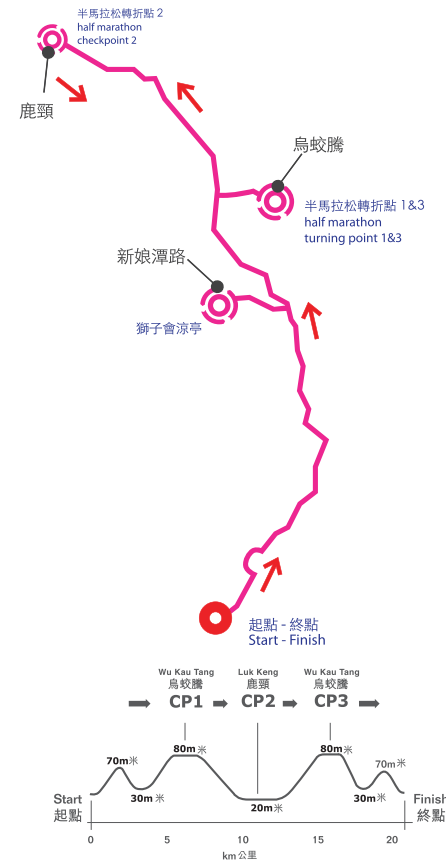 半馬拉松轉折點 2
half marathon
checkpoint 2
鹿頸
烏蛟騰
半馬拉松轉折點 1&3
half marathon
turning point 1&3
新娘潭路
獅子會涼亭
起點 - 終點
Start - Finish
Wu Kau Tang
烏蛟騰
CP1
Luk Keng
鹿頸
CP2
Wu Kau Tang
烏蛟騰
CP3
70m米
80m米
80m米
70m米
30m米
20m米
30m米
Start
起點
Finish
終點
0 5 10 15 20
km公里